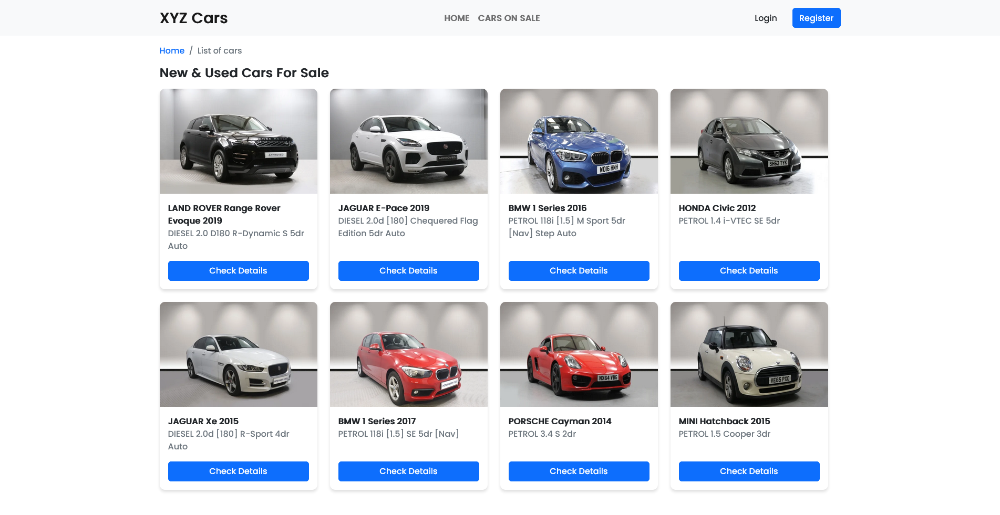 XYZ Cars
HOME CARS ON SALE
Login
Register
Home / List of cars
New & Used Cars For Sale
APPROVED
LAND ROVER Range Rover
Evoque 2019
DIESEL 2.0 D180 R-Dynamic S 5dr
Auto
Check Details
APPROVED
JAGUAR E-Pace 2019
DIESEL 2.0d [180] Chequered Flag
Edition 5dr Auto
Check Details
WO16 HMH
BMW 1 Series 2016
PETROL 118i [1.5] M Sport 5dr
[Nav] Step Auto
Check Details
SH62 TYK
HONDA Civic 2012
PETROL 1.4 i-VTEC SE 5dr
Check Details
JAGUAR Xe 2015
DIESEL 2.0d [180] R-Sport 4dr
Auto
Check Details
BMW 1 Series 2017
PETROL 118i [1.5] SE 5dr [Nav]
Check Details
NX64 VBG
PORSCHE Cayman 2014
PETROL 3.4 S 2dr
Check Details
VE65 PXO
MINI Hatchback 2015
PETROL 1.5 Cooper 3dr
Check Details